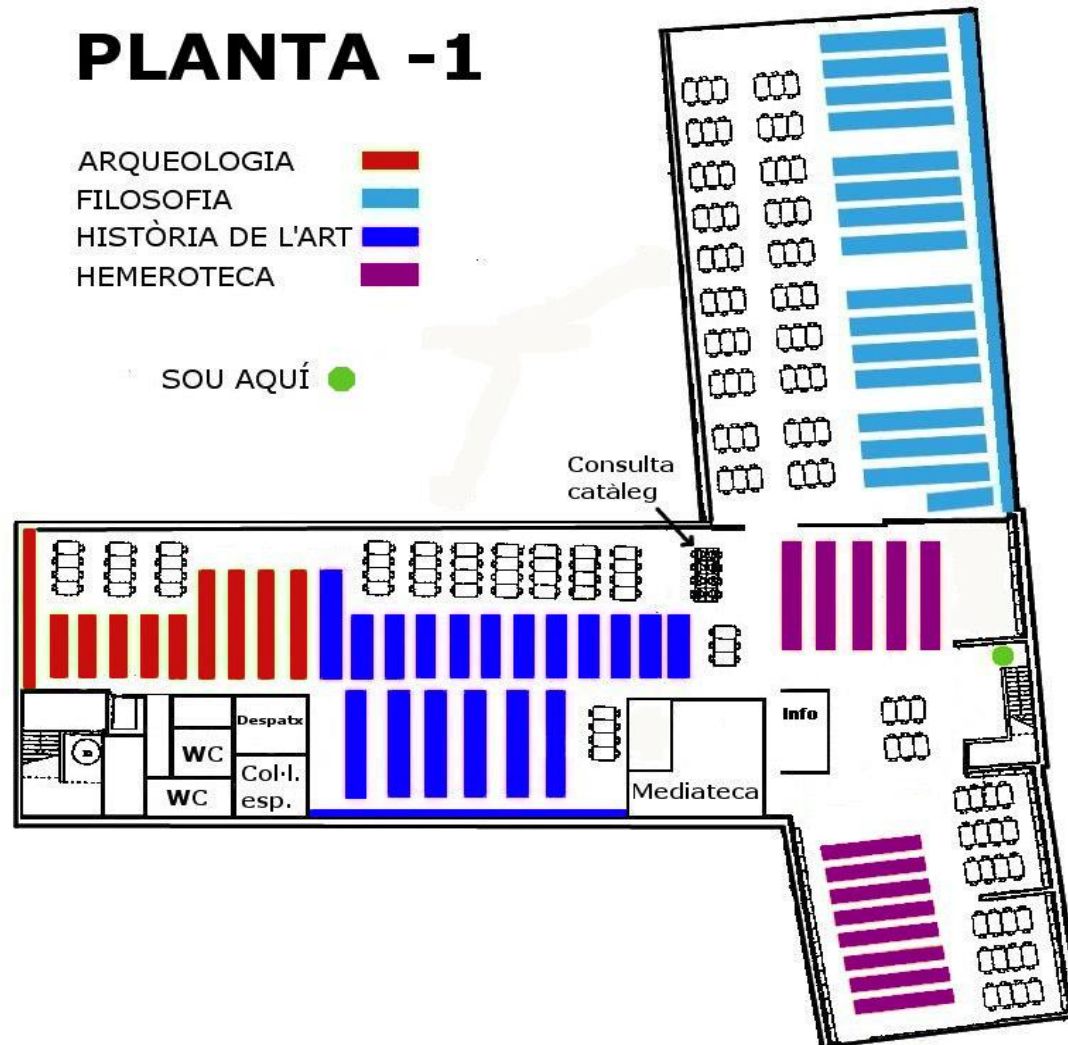 PLANTA -1
ARQUEOLOGIA
FILOSOFIA
HISTÒRIA DE L'ART
HEMEROTECA
SOU AQUÍ
Consulta
catàleg
Despatx
WC
Col·l.
esp.
WC
Mediateca
Info